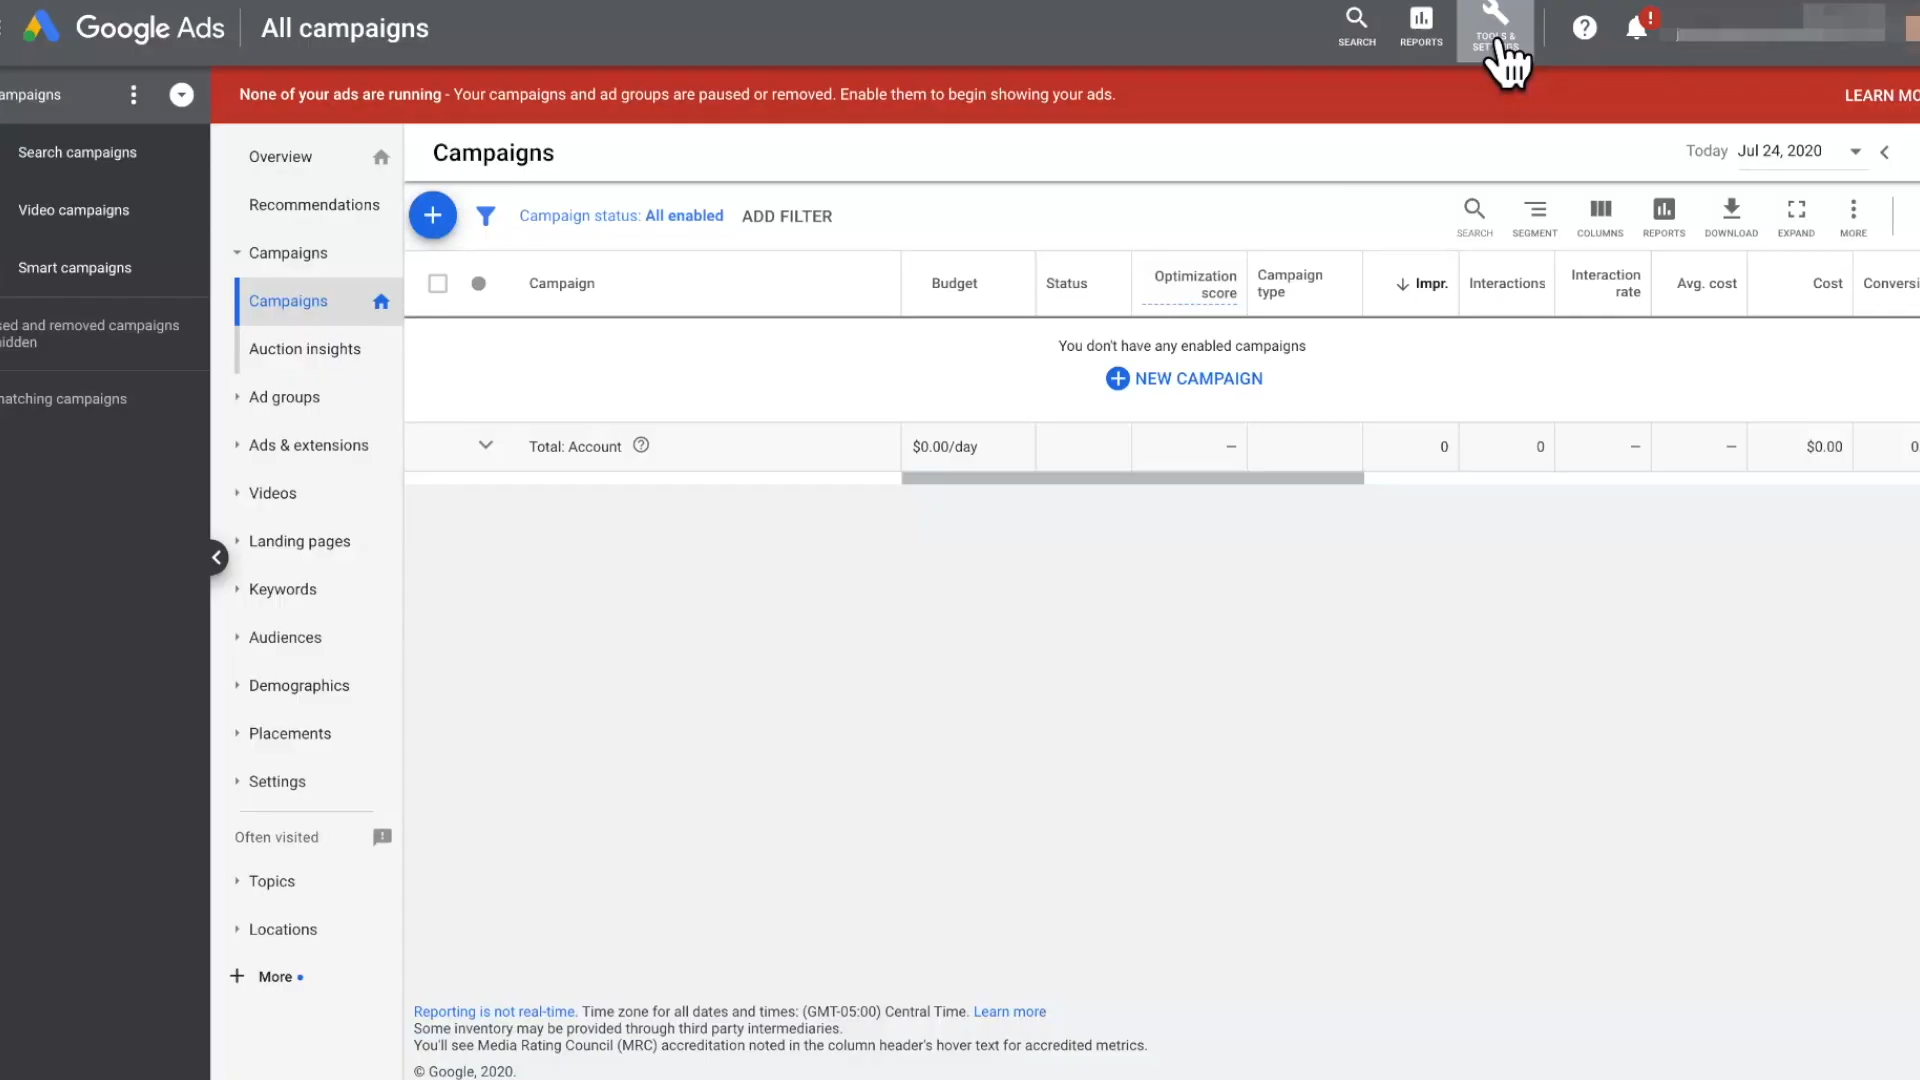 Google Ads
All campaigns
SEARCH
REPORTS
TOOLS &
!
ampaigns
None of your ads are running - Your campaigns and ad groups are paused or removed. Enable them to begin showing your ads.
LEARN MO
Search campaigns
Video campaigns
Smart campaigns
sed and removed campaigns
idden
matching campaigns
Overview
Recommendations
Campaigns
Campaigns
Auction insights
Ad groups
Ads & extensions
Videos
Landing pages
Keywords
Audiences
Demographics
Placements
Settings
Often visited
Topics
Locations
+ More
Campaigns
Today Jul 24, 2020
Campaign status: All enabled
ADD FILTER
SEARCH
SEGMENT
COLUMNS
REPORTS
DOWNLOAD
EXPAND
MORE
Campaign
Budget
Status
Optimization
score
Campaign
type
Impr.
Interactions
Interaction
rate
Avg. cost
Cost
Conversi
You don't have any enabled campaigns
NEW CAMPAIGN
Total: Account
$0.00/day
–
0
0
–
–
$0.00
0
Reporting is not real-time. Time zone for all dates and times: (GMT-05:00) Central Time. Learn more
Some inventory may be provided through third party intermediaries.
You'll see Media Rating Council (MRC) accreditation noted in the column header's hover text for accredited metrics.
© Google, 2020.